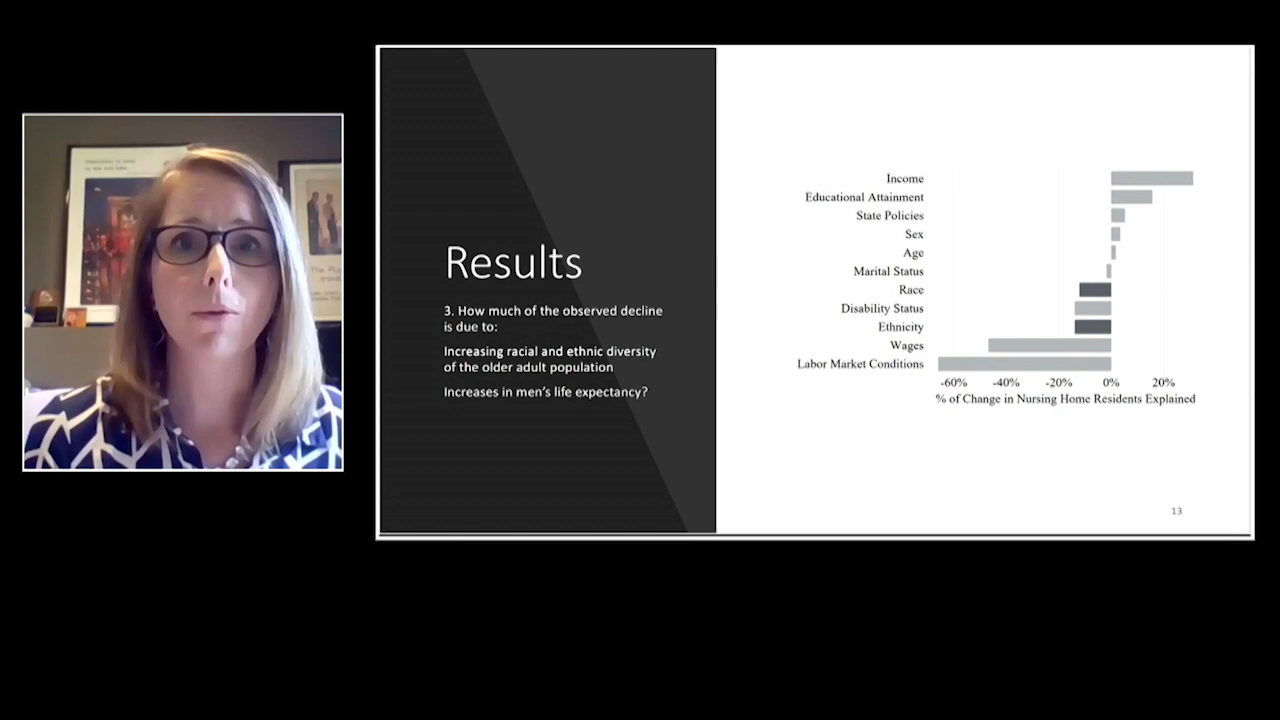 Results
3. How much of the observed decline
is due to:
Increasing racial and ethnic diversity
of the older adult population
Increases in men's life expectancy?
Income
Educational Attainment
State Policies
Sex
Age
Marital Status
Race
Disability Status
Ethnicity
Wages
Labor Market Conditions
-60% -40% -20% 0% 20%
% of Change in Nursing Home Residents Explained
13